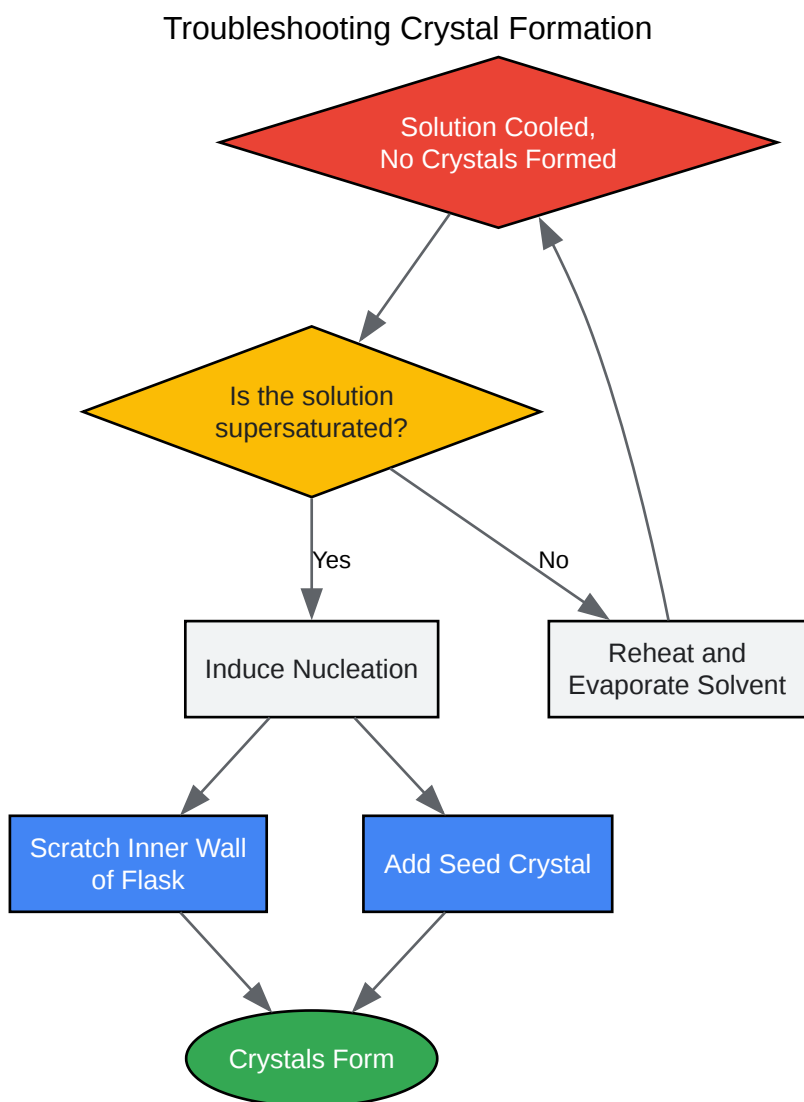 Troubleshooting Crystal Formation
Solution Cooled,
No Crystals Formed
Is the solution
supersaturated?
Yes
No
Induce Nucleation
Reheat and
Evaporate Solvent
Scratch Inner Wall
of Flask
Add Seed Crystal
Crystals Form